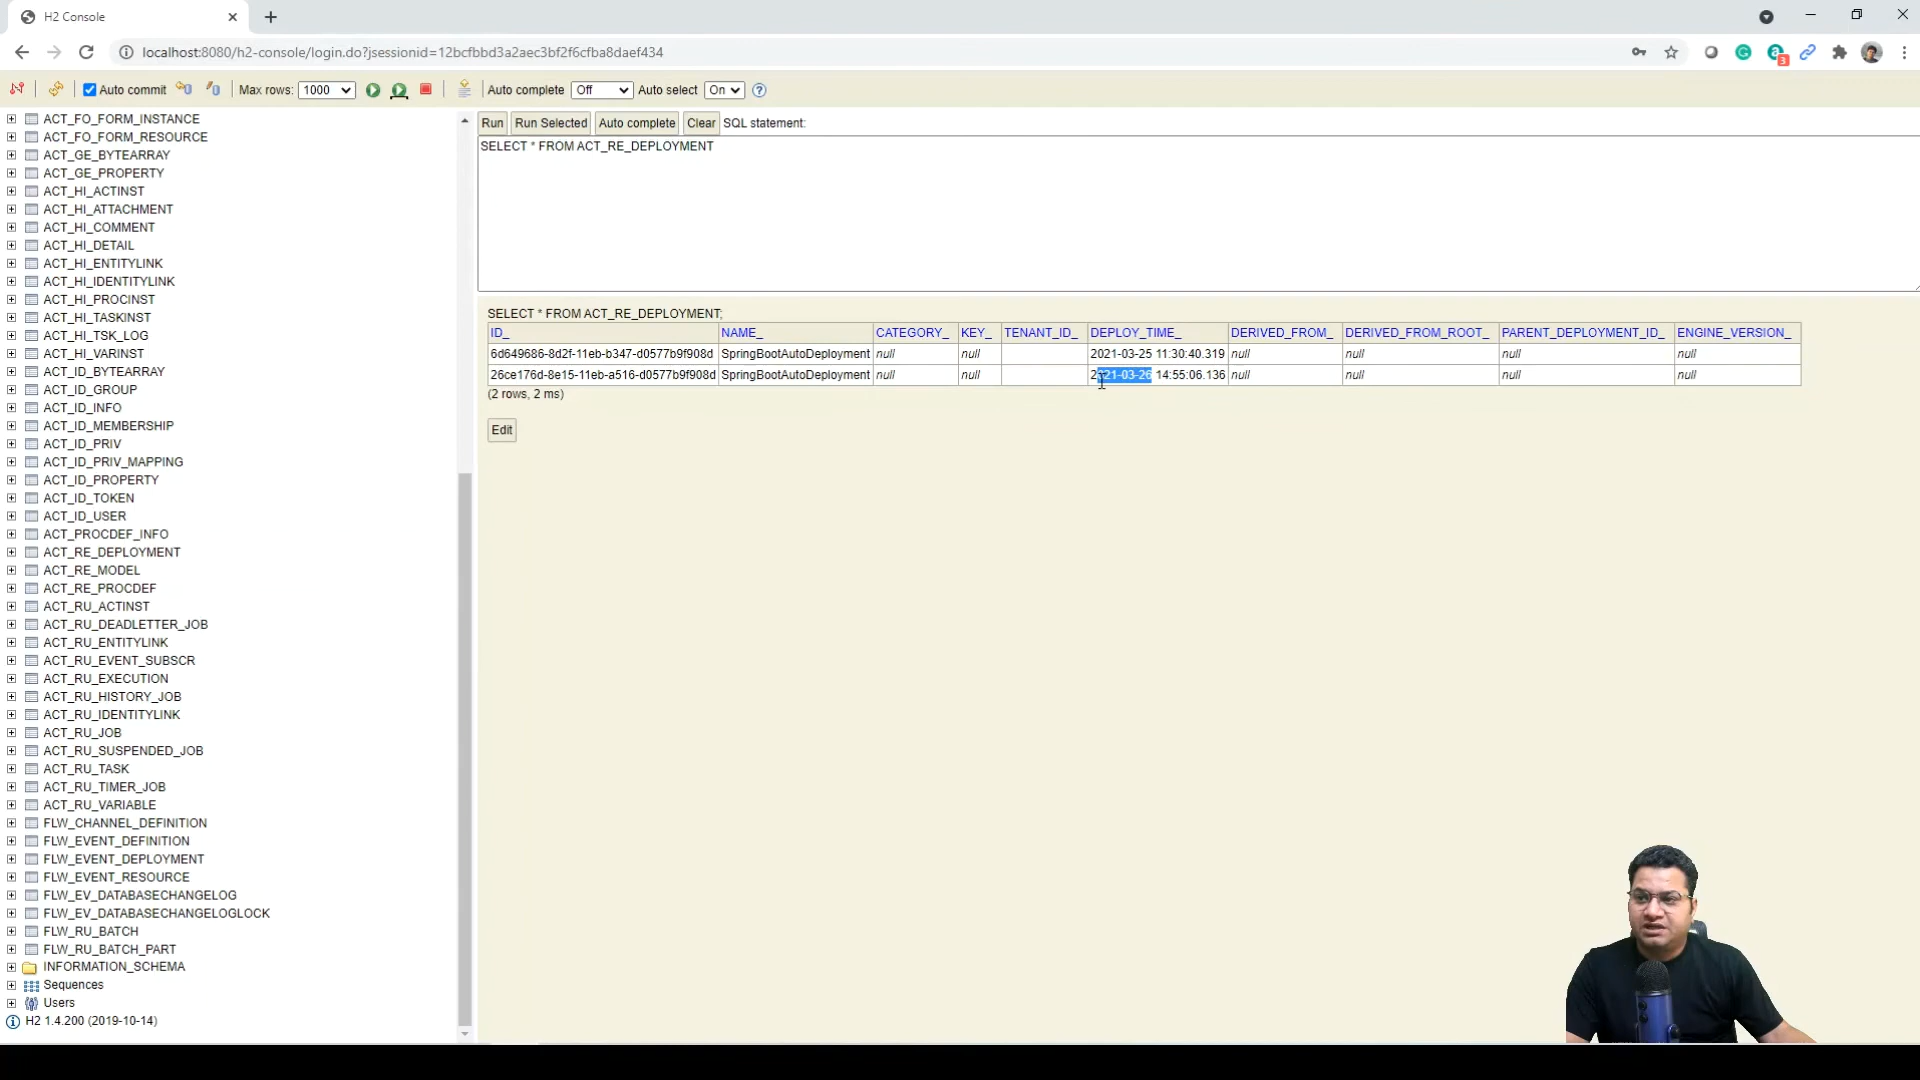 H2 Console
localhost:8080/h2-console/login.do?jsessionid=12bcfbbd3a2aec3bf2f6cfba8daef434
3
Auto commit
Max rows: 1000
Auto complete Off
Auto select On
ACT_FO_FORM_INSTANCE
ACT_FO_FORM_RESOURCE
ACT_GE_BYTEARRAY
ACT_GE_PROPERTY
ACT_HI_ACTINST
ACT_HI_ATTACHMENT
ACT_HI_COMMENT
ACT_HI_DETAIL
ACT_HI_ENTITYLINK
ACT_HI_IDENTITYLINK
ACT_HI_PROCINST
ACT_HI_TASKINST
ACT_HI_TSK_LOG
ACT_HI_VARINST
ACT_ID_BYTEARRAY
ACT_ID_GROUP
ACT_ID_INFO
ACT_ID_MEMBERSHIP
ACT_ID_PRIV
ACT_ID_PRIV_MAPPING
ACT_ID_PROPERTY
ACT_ID_TOKEN
ACT_ID_USER
ACT_PROCDEF_INFO
ACT_RE_DEPLOYMENT
ACT_RE_MODEL
ACT_RE_PROCDEF
ACT_RU_ACTINST
ACT_RU_DEADLETTER_JOB
ACT_RU_ENTITYLINK
ACT_RU_EVENT_SUBSCR
ACT_RU_EXECUTION
ACT_RU_HISTORY_JOB
ACT_RU_IDENTITYLINK
ACT_RU_JOB
ACT_RU_SUSPENDED_JOB
ACT_RU_TASK
ACT_RU_TIMER_JOB
ACT_RU_VARIABLE
FLW_CHANNEL_DEFINITION
FLW_EVENT_DEFINITION
FLW_EVENT_DEPLOYMENT
FLW_EVENT_RESOURCE
FLW_EV_DATABASECHANGELOG
FLW_EV_DATABASECHANGELOGLOCK
FLW_RU_BATCH
FLW_RU_BATCH_PART
INFORMATION_SCHEMA
Sequences
Users
H2 1.4.200 (2019-10-14)
Run Run Selected Auto complete Clear SQL statement:
SELECT * FROM ACT_RE_DEPLOYMENT
SELECT * FROM ACT_RE_DEPLOYMENT;
ID_ NAME_ CATEGORY_ KEY_ TENANT_ID_ DEPLOY_TIME_ DERIVED_FROM_ DERIVED_FROM_ROOT_ PARENT_DEPLOYMENT_ID_ ENGINE_VERSION_
6d649686-8d2f-11eb-b347-d0577b9f908d SpringBootAutoDeployment null null 2021-03-25 11:30:40.319 null null null null
26ce176d-8e15-11eb-a516-d0577b9f908d SpringBootAutoDeployment null null 2021-03-26 14:55:06.136 null null null null
(2 rows, 2 ms)
Edit